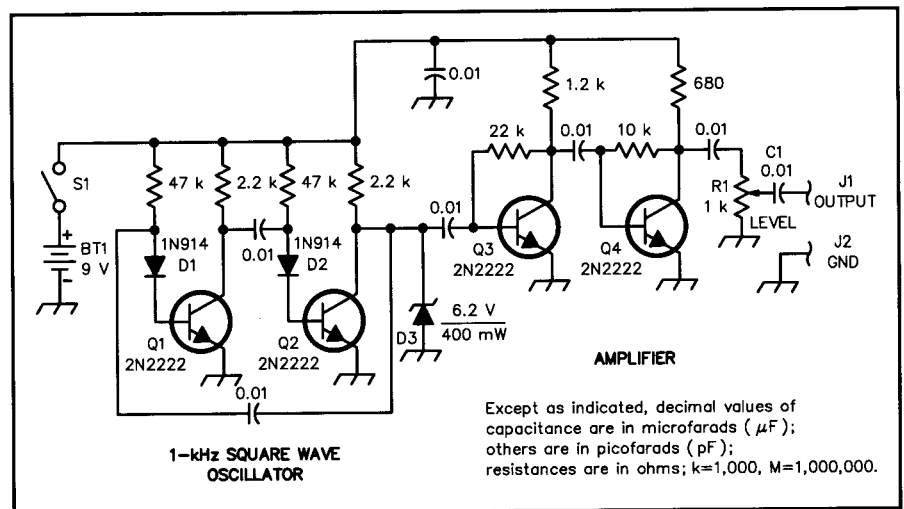 0.01
1.2 k
680
22 k
0.01
10 k
0.01
S1
47 k
2.2 k
47 k
2.2 k
C1
0.01
J1
OUTPUT
R1
1 k
LEVEL
+
BT1
9 V
-
1N914
D1
0.01
1N914
D2
0.01
Q3
2N2222
Q4
2N2222
J2
GND
Q1
2N2222
Q2
2N2222
D3
6.2 V
400 mW
AMPLIFIER
0.01
1-kHz SQUARE WAVE
OSCILLATOR
Except as indicated, decimal values of
capacitance are in microfarads ( µF);
others are in picofarads ( pF);
resistances are in ohms; k=1,000, M=1,000,000.